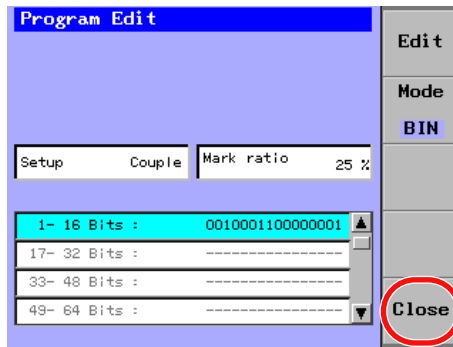 Program Edit
Edit
Mode
BIN
Setup Couple
Mark ratio 25 %
1- 16 Bits : 0010001100000001
17- 32 Bits : ----------------
33- 48 Bits : ----------------
49- 64 Bits : ----------------
Close